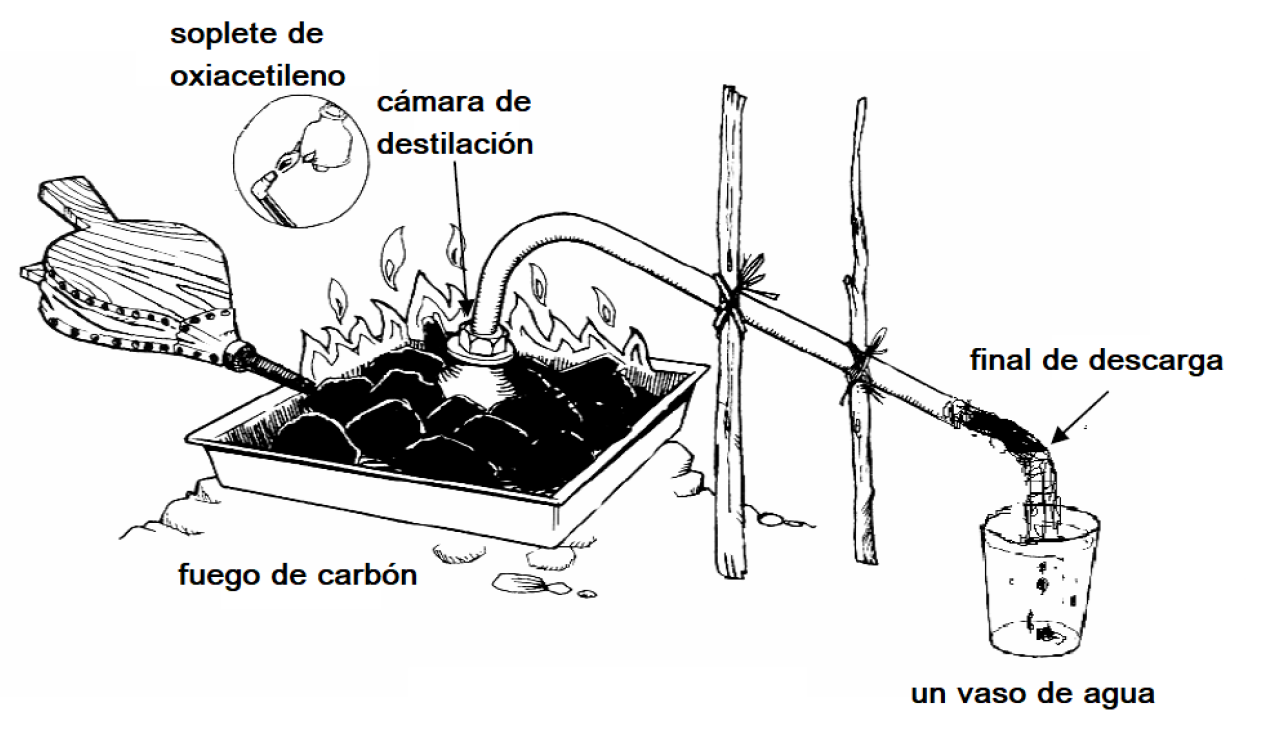 soplete de
oxiacetileno
cámara de
destilación
final de descarga
fuego de carbón
un vaso de agua